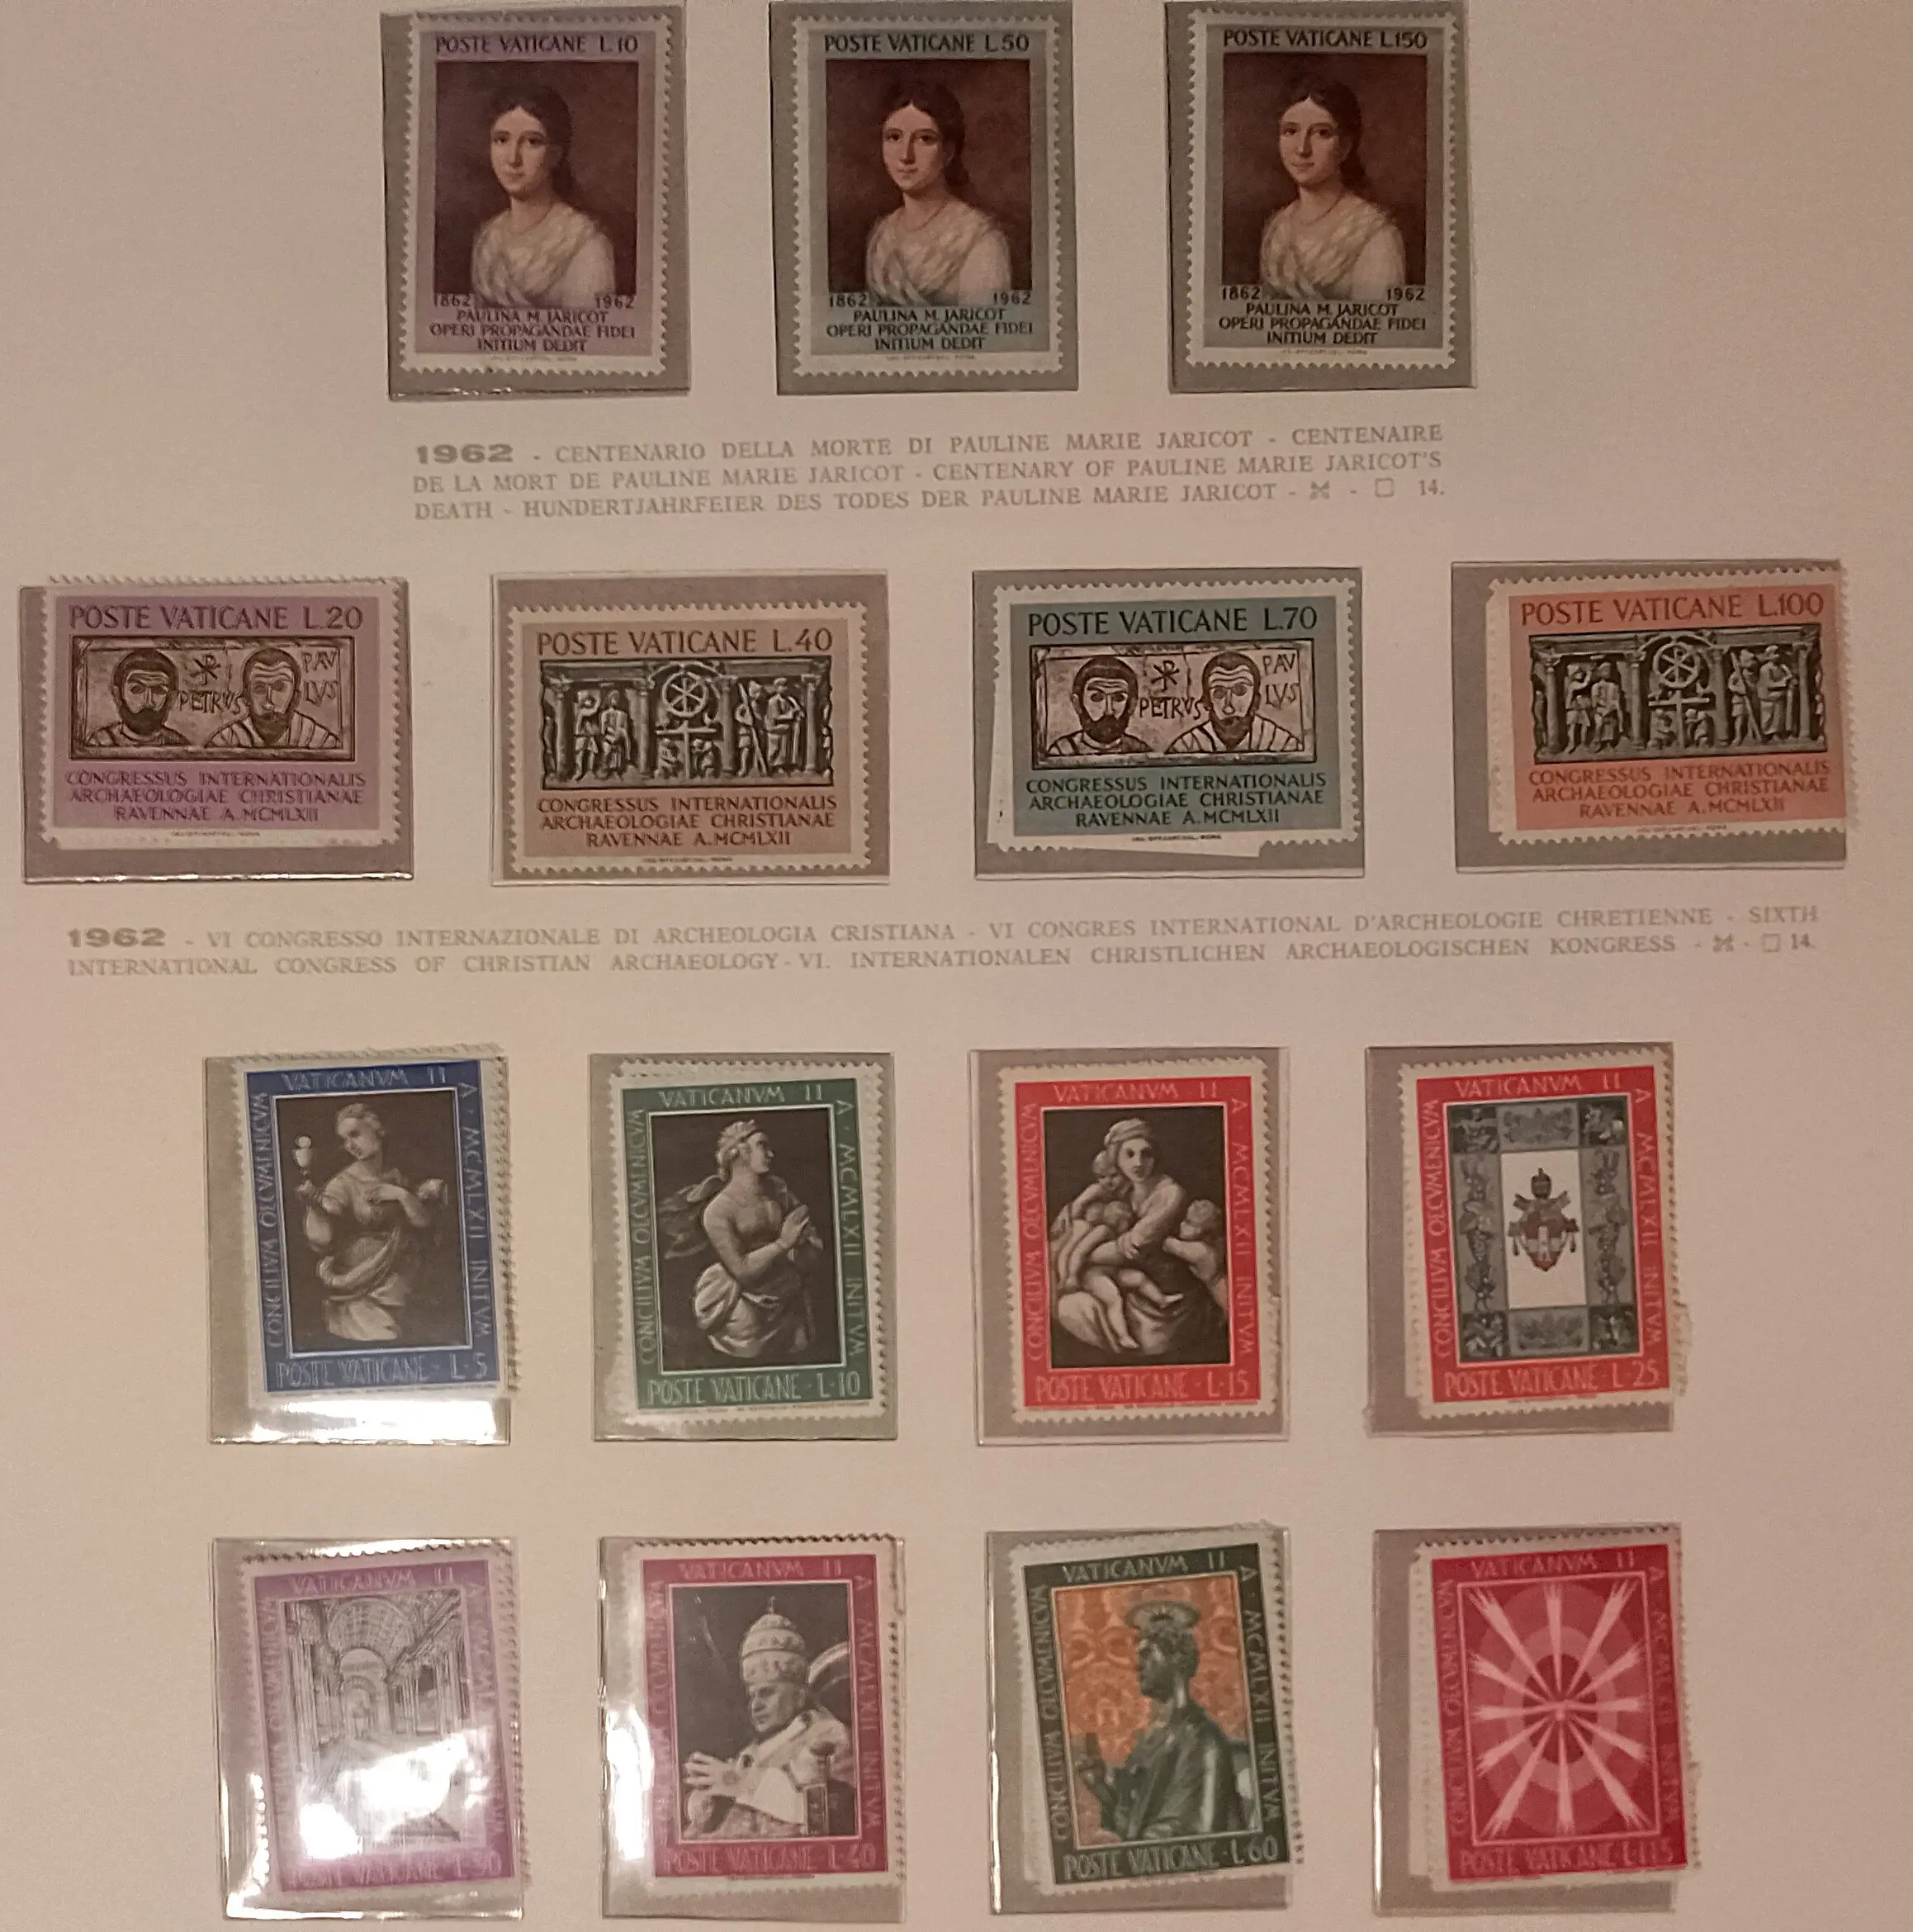 POSTE VATICANE L.10
1862 1962
PAULINA M. JARICOT
OPERI PROPAGANDAE FIDEI
INITIUM DEDIT
POSTE VATICANE L.50
1862 1962
PAULINA M. JARICOT
OPERI PROPAGANDAE FIDEI
INITIUM DEDIT
POSTE VATICANE L.150
1862 1962
PAULINA M. JARICOT
OPERI PROPAGANDAE FIDEI
INITIUM DEDIT
1962 - CENTENARIO DELLA MORTE DI PAULINE MARIE JARICOT - CENTENAIRE
DE LA MORT DE PAULINE MARIE JARICOT - CENTENARY OF PAULINE MARIE JARICOT'S
DEATH - HUNDERTJAHRFEIER DES TODES DER PAULINE MARIE JARICOT - - 14.
POSTE VATICANE L.20
PETRVS
PAV
LVS
CONGRESSUS INTERNATIONALIS
ARCHAEOLOGIAE CHRISTIANAE
RAVENNAE A.MCMLXII
POSTE VATICANE L.40
CONGRESSUS INTERNATIONALIS
ARCHAEOLOGIAE CHRISTIANAE
RAVENNAE A.MCMLXII
POSTE VATICANE L.70
PETRVS
PAV
LVS
CONGRESSUS INTERNATIONALIS
ARCHAEOLOGIAE CHRISTIANAE
RAVENNAE A.MCMLXII
POSTE VATICANE L.100
CONGRESSUS INTERNATIONALIS
ARCHAEOLOGIAE CHRISTIANAE
RAVENNAE A.MCMLXII
1962 - VI CONGRESSO INTERNAZIONALE DI ARCHEOLOGIA CRISTIANA - VI CONGRES INTERNATIONAL D'ARCHEOLOGIE CHRETIENNE - SIXTH
INTERNATIONAL CONGRESS OF CHRISTIAN ARCHAEOLOGY - VI. INTERNATIONALEN CHRISTLICHEN ARCHAEOLOGISCHEN KONGRESS - - 14.
CONCILIVM OECVMENICVM
VATICANVM II
A · MCMLXII INITVM
POSTE VATICANE · L·5
CONCILIVM OECVMENICVM
VATICANVM II
A · MCMLXII INITVM
POSTE VATICANE · L·10
CONCILIVM OECVMENICVM
VATICANVM II
A · MCMLXII INITVM
POSTE VATICANE · L·15
CONCILIVM OECVMENICVM
VATICANVM II
A · MCMLXII INITVM
POSTE VATICANE · L·25
VATICANVM II
POSTE VATICANE
VATICANVM II
A · MCMLXII INITVM
POSTE VATICANE · L·40
CONCILIVM OECVMENICVM
VATICANVM II
A · MCMLXII INITVM
POSTE VATICANE · L·60
CONCILIVM OECVMENICVM
VATICANVM II
A · MCMLXII INITVM
POSTE VATICANE · L·115